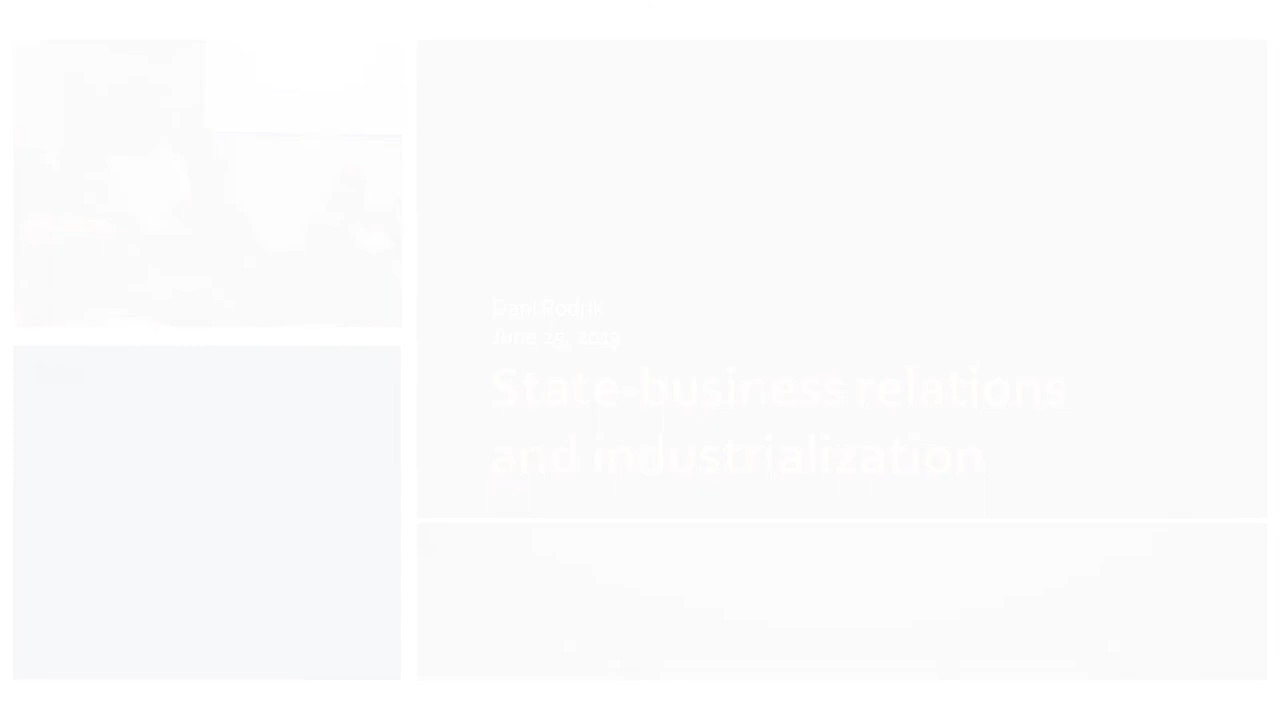 Dani Rodrik
June 25, 2013
State-business relations
and industrialization